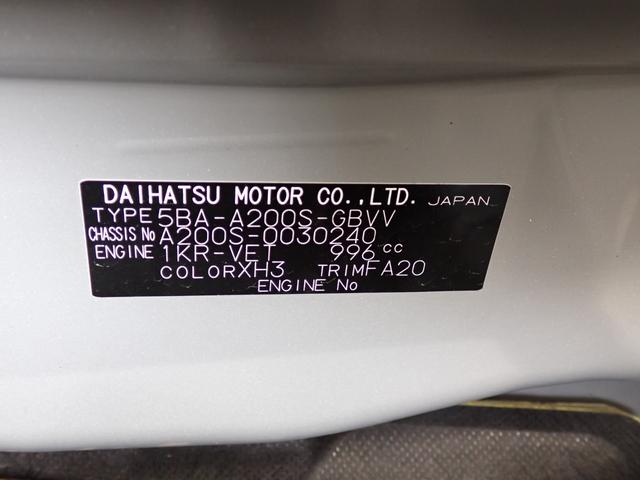 DAIHATSU MOTOR CO.,LTD. JAPAN
TYPE 5BA-A200S-GBVV
CHASSIS No A200S-0030240
ENGINE 1KR-VET 996 cc
COLOR XH3 TRIM FA20
ENGINE No